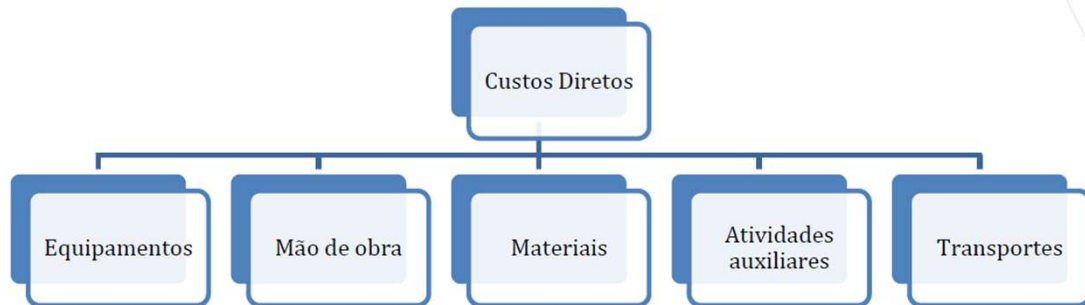 Custos Diretos
Equipamentos
Mão de obra
Materiais
Atividades
auxiliares
Transportes